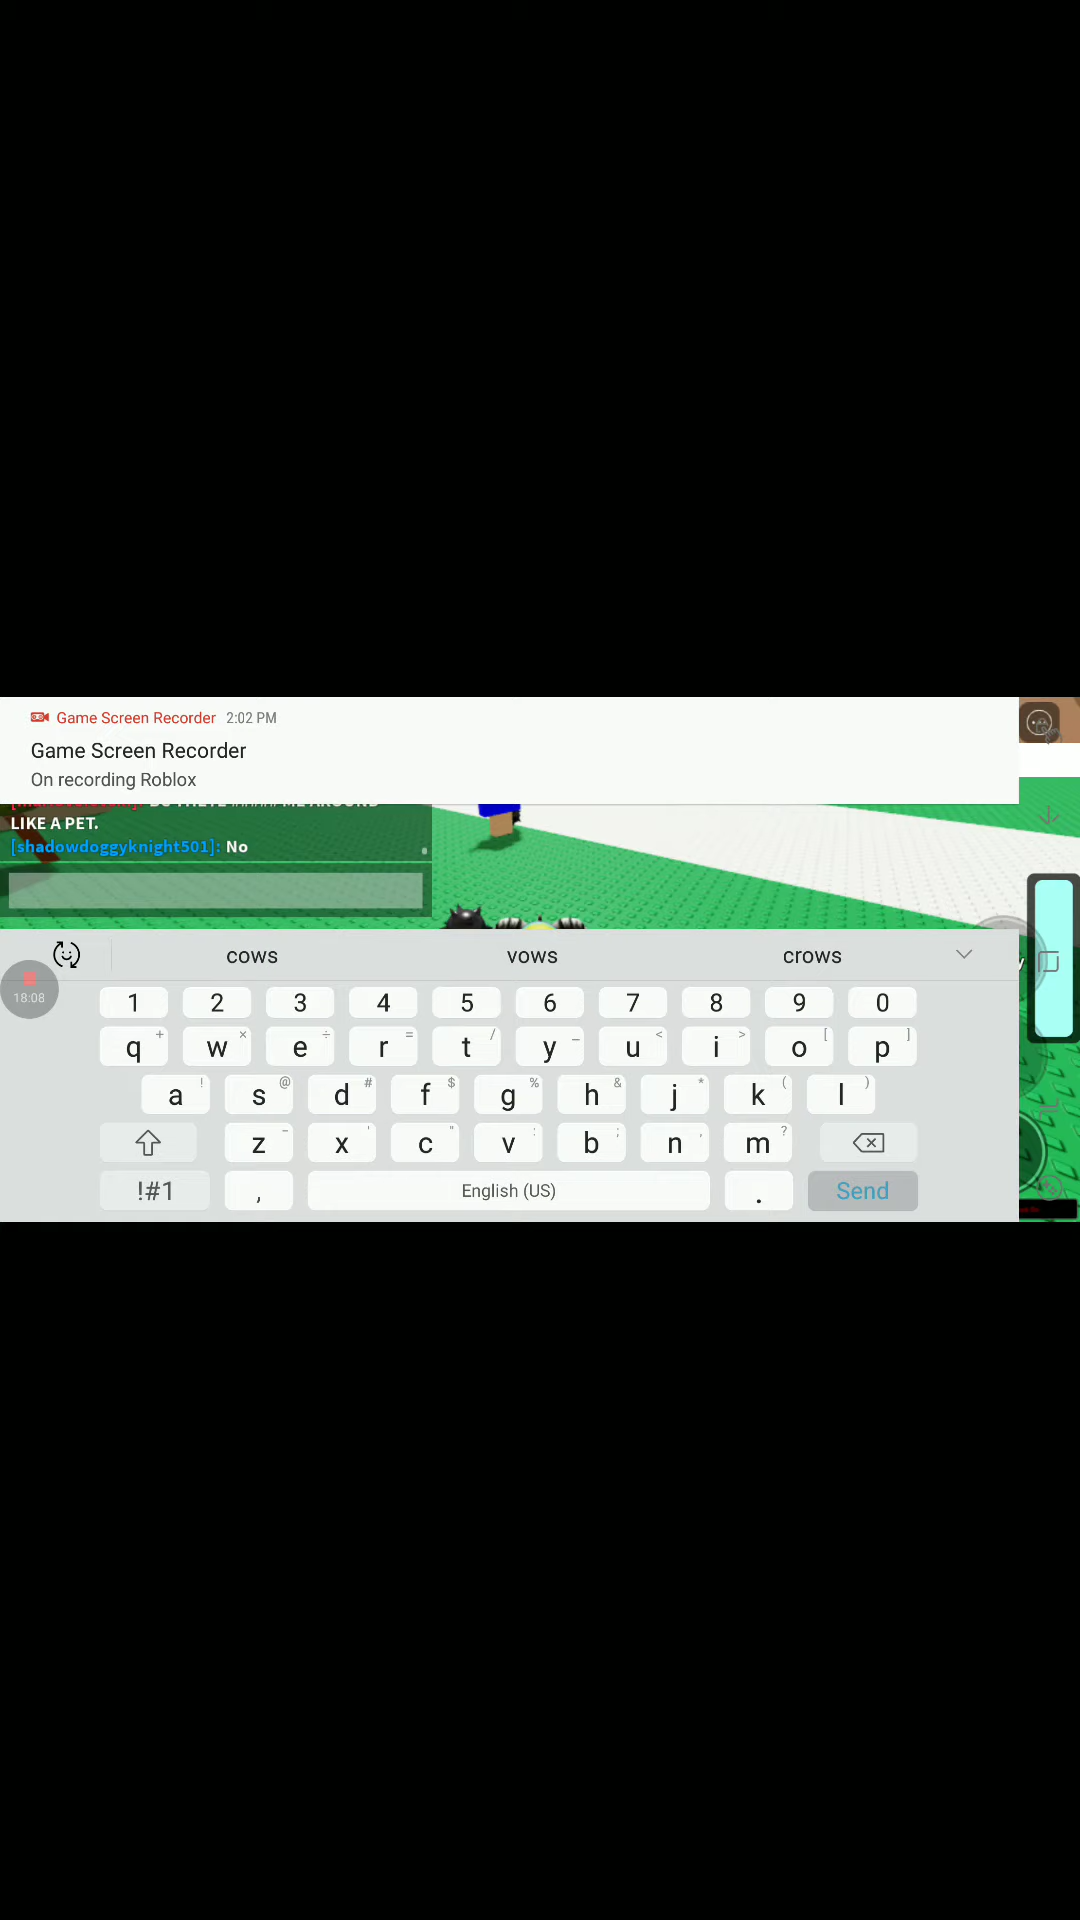 Game Screen Recorder 2:02 PM
Game Screen Recorder
On recording Roblox
LIKE A PET.
[shadowdoggyknight501]: No
cows vows crows
18:08
1 2 3 4 5 6 7 8 9 0
q + w × e ÷ r = t / y _ u < i > o [ p ]
a ! s @ d # f $ g % h & j * k ( l )
z - x ' c " v : b ; n , m ?
!#1 , English (US) . Send